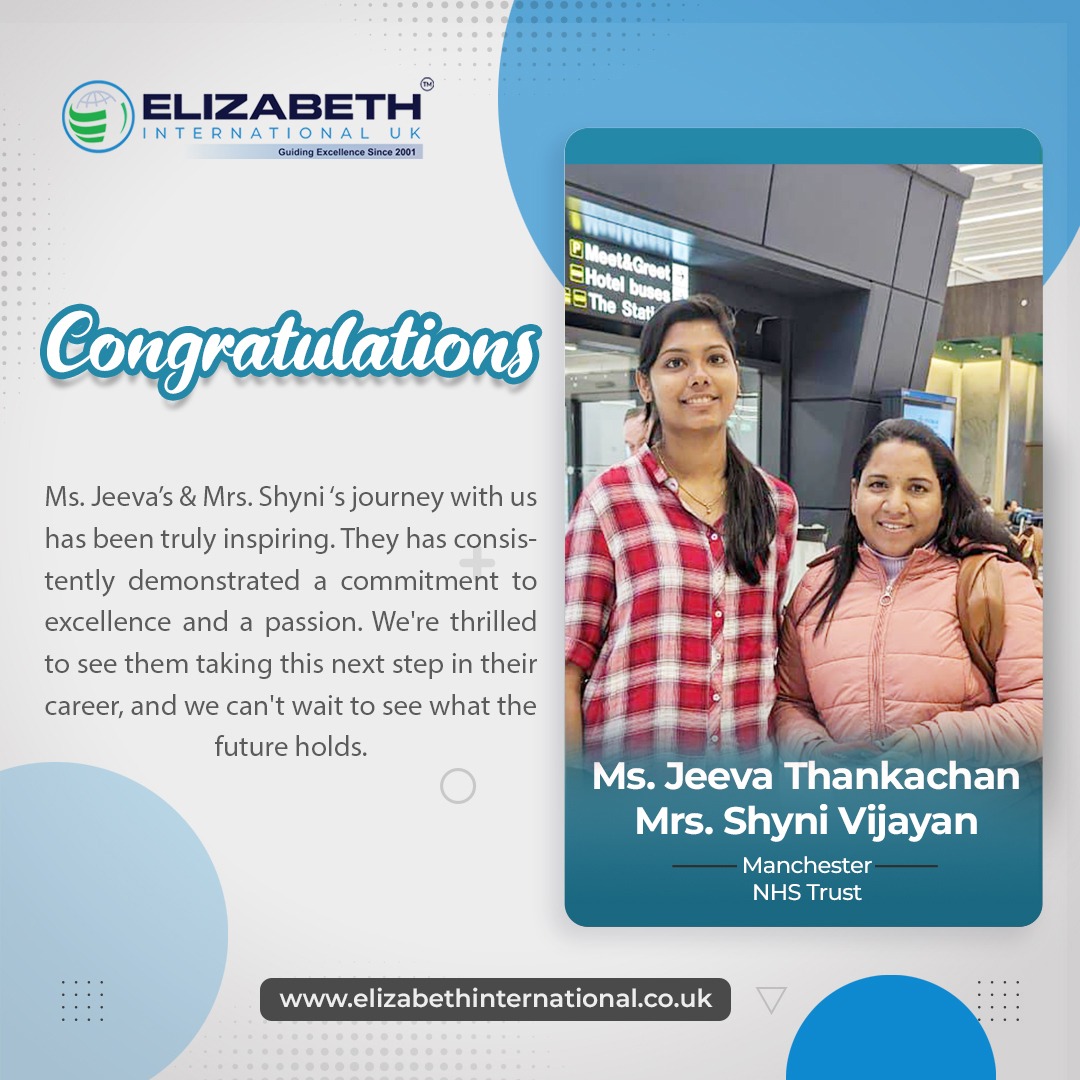 ELIZABETH
TM
INTERNATIONAL UK
Guiding Excellence Since 2001
Congratulations
Ms. Jeeva’s & Mrs. Shyni ‘s journey with us
has been truly inspiring. They has consis-
tently demonstrated a commitment to
excellence and a passion. We're thrilled
to see them taking this next step in their
career, and we can't wait to see what the
future holds.
P Meet&Greet
Hotel buses
The Stati
Ms. Jeeva Thankachan
Mrs. Shyni Vijayan
Manchester
NHS Trust
www.elizabethinternational.co.uk